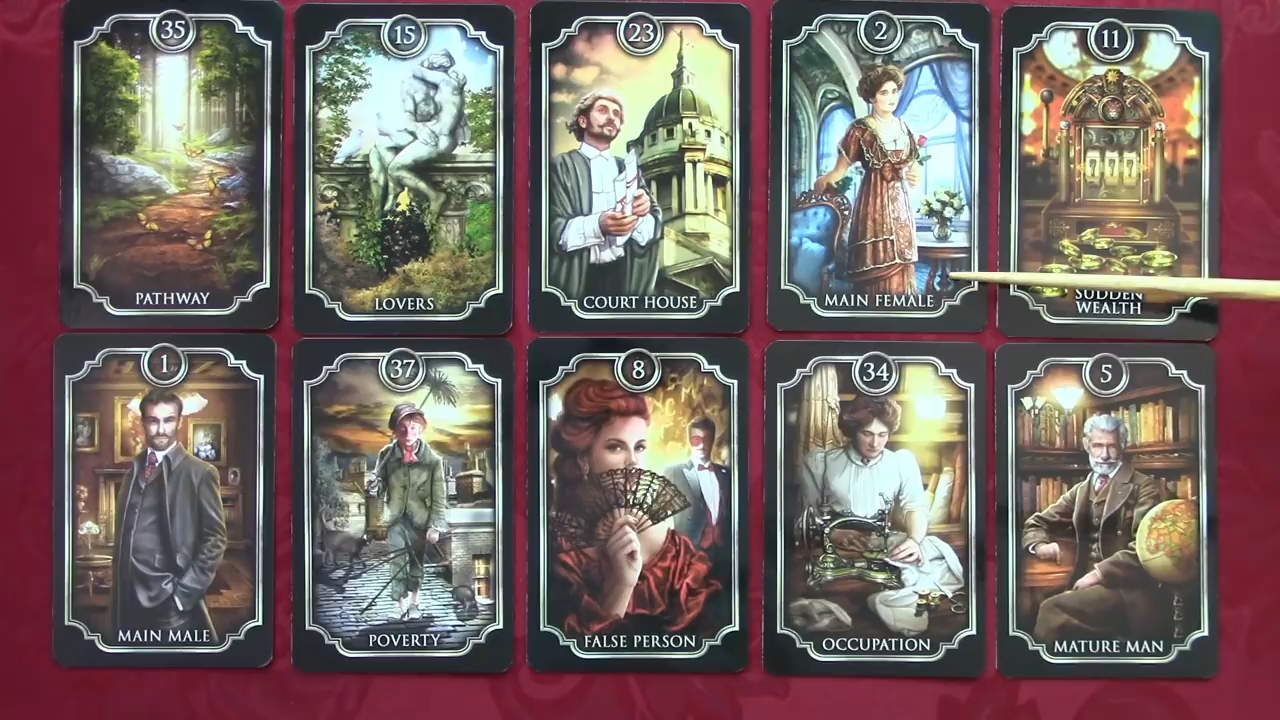 35
PATHWAY
15
LOVERS
23
COURT HOUSE
2
MAIN FEMALE
11
777
SUDDEN
WEALTH
1
MAIN MALE
37
POVERTY
8
FALSE PERSON
34
OCCUPATION
5
MATURE MAN